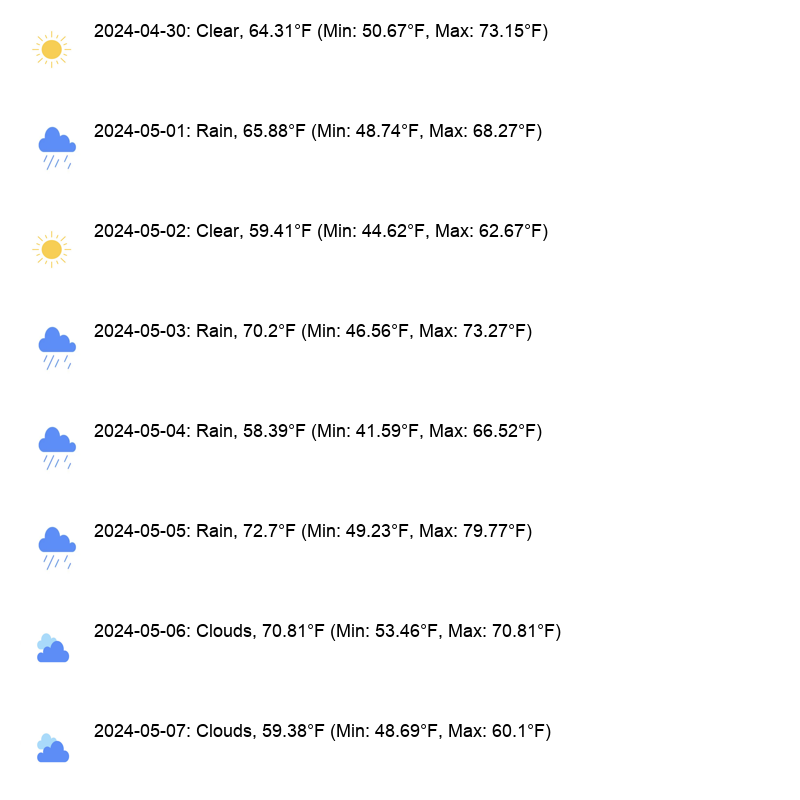 2024-04-30: Clear, 64.31°F (Min: 50.67°F, Max: 73.15°F)
2024-05-01: Rain, 65.88°F (Min: 48.74°F, Max: 68.27°F)
2024-05-02: Clear, 59.41°F (Min: 44.62°F, Max: 62.67°F)
2024-05-03: Rain, 70.2°F (Min: 46.56°F, Max: 73.27°F)
2024-05-04: Rain, 58.39°F (Min: 41.59°F, Max: 66.52°F)
2024-05-05: Rain, 72.7°F (Min: 49.23°F, Max: 79.77°F)
2024-05-06: Clouds, 70.81°F (Min: 53.46°F, Max: 70.81°F)
2024-05-07: Clouds, 59.38°F (Min: 48.69°F, Max: 60.1°F)